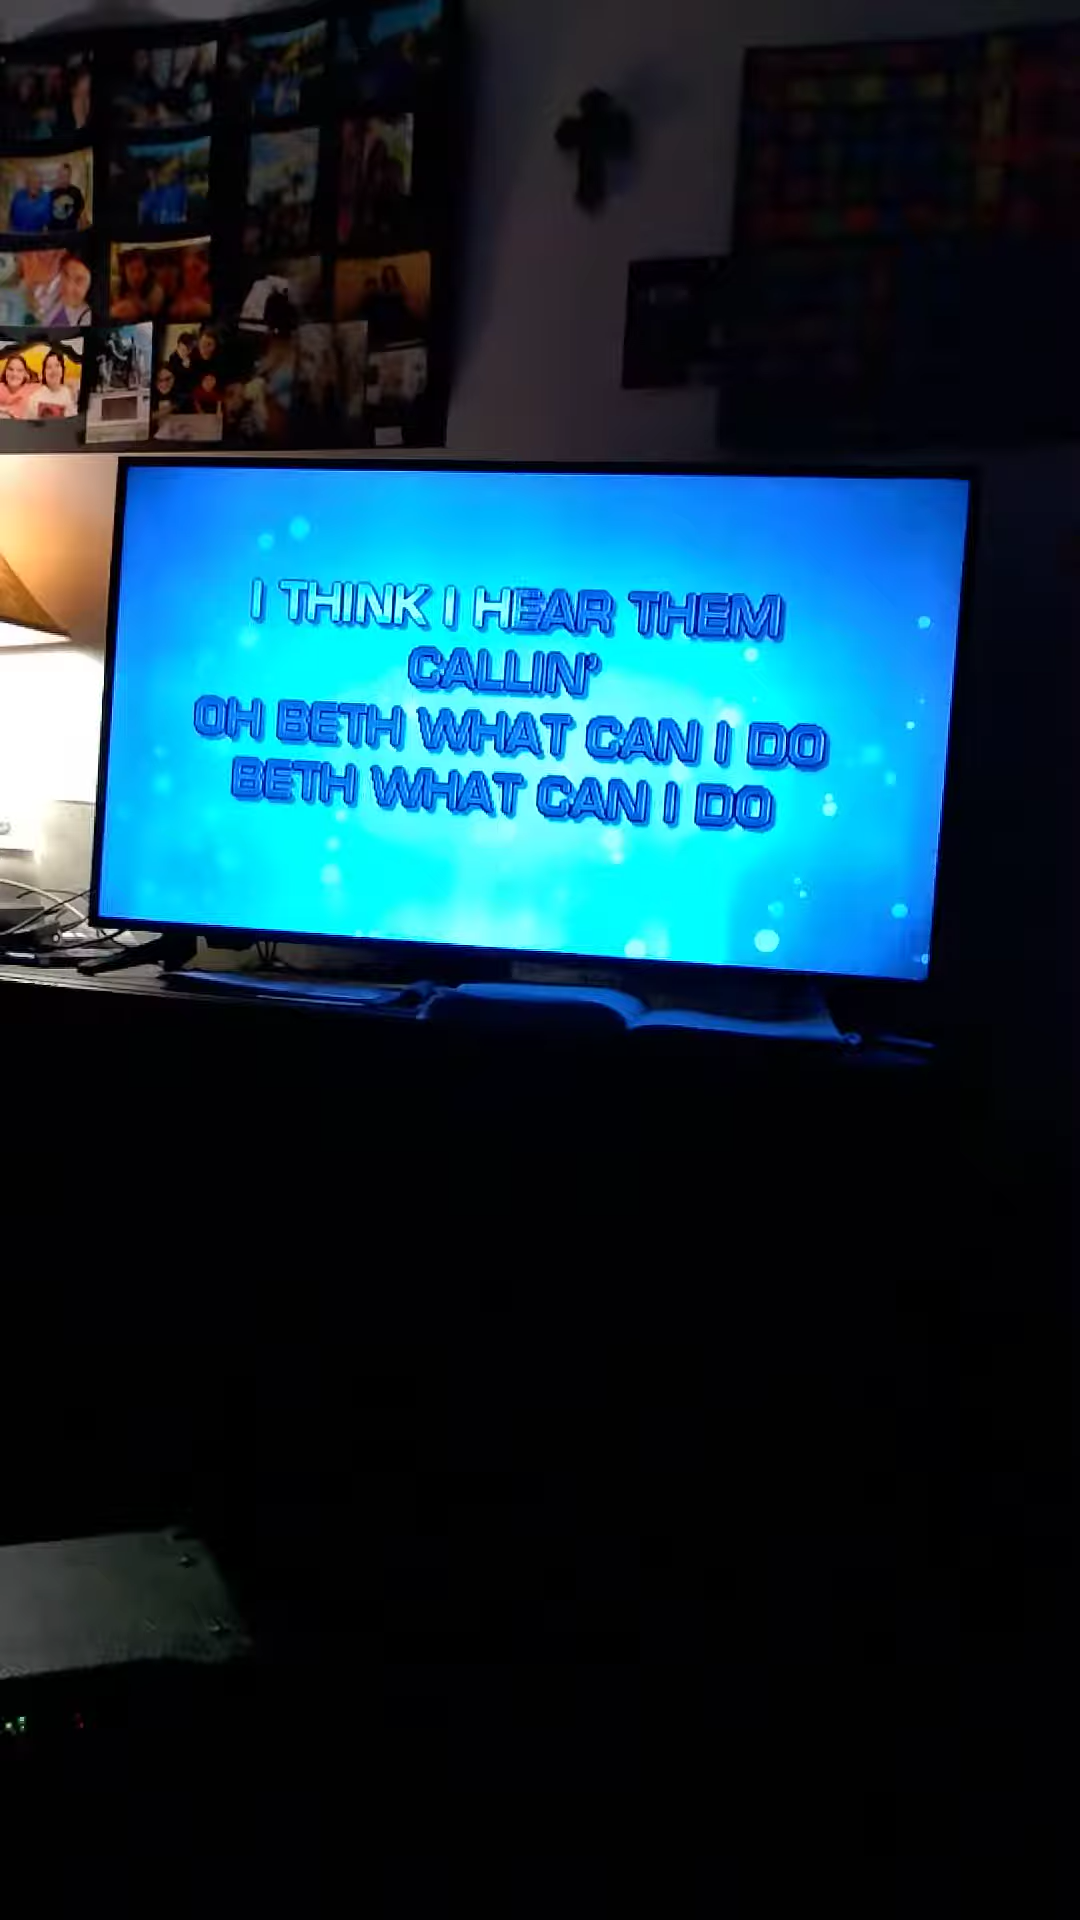 I THINK I HEAR THEM
CALLIN'
OH BETH WHAT CAN I DO
BETH WHAT CAN I DO